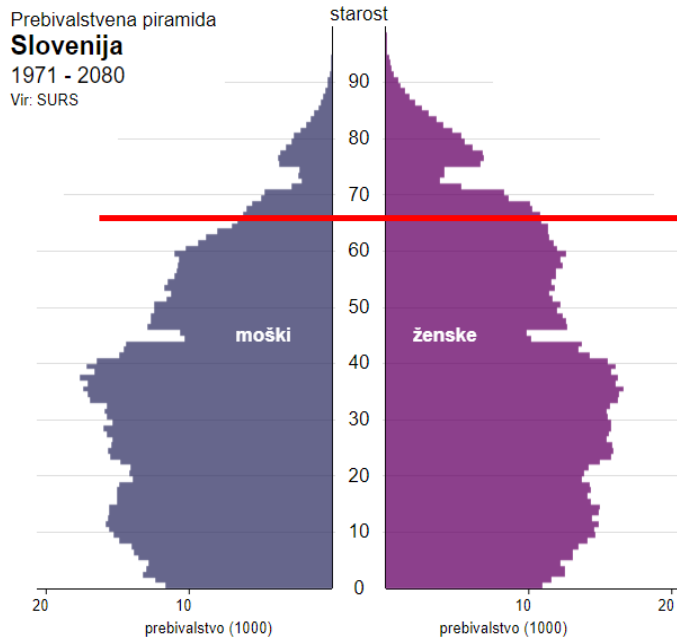 Prebivalstvena piramida
Slovenija
1971 - 2080
Vir: SURS
starost
90
80
70
60
50
40
30
20
10
0
moški
ženske
20
10
10
20
prebivalstvo (1000)
prebivalstvo (1000)